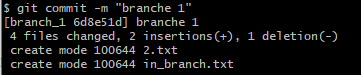 $ git commit -m "branche 1"
[branch_1 6d8e51d] branche 1
 4 files changed, 2 insertions(+), 1 deletion(-)
 create mode 100644 2.txt
 create mode 100644 in_branch.txt